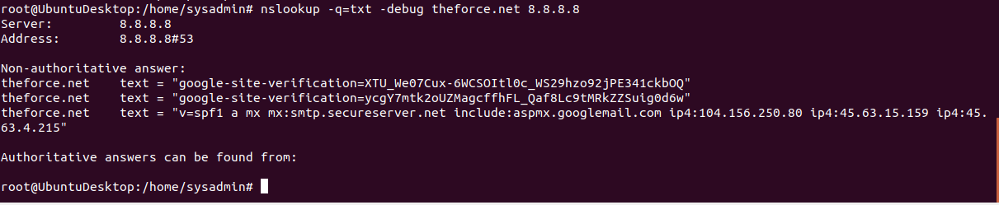 root@UbuntuDesktop:/home/sysadmin# nslookup -q=txt -debug theforce.net 8.8.8.8
Server:         8.8.8.8
Address:        8.8.8.8#53

Non-authoritative answer:
theforce.net    text = "google-site-verification=XTU_We07Cux-6WCSOItl0c_WS29hzo92jPE341ckbOQ"
theforce.net    text = "google-site-verification=ycgY7mtk2oUZMagcffhFL_Qaf8Lc9tMRkZZSuig0d6w"
theforce.net    text = "v=spf1 a mx mx:smtp.secureserver.net include:aspmx.googlemail.com ip4:104.156.250.80 ip4:45.63.15.159 ip4:45.
63.4.215"

Authoritative answers can be found from:

root@UbuntuDesktop:/home/sysadmin#